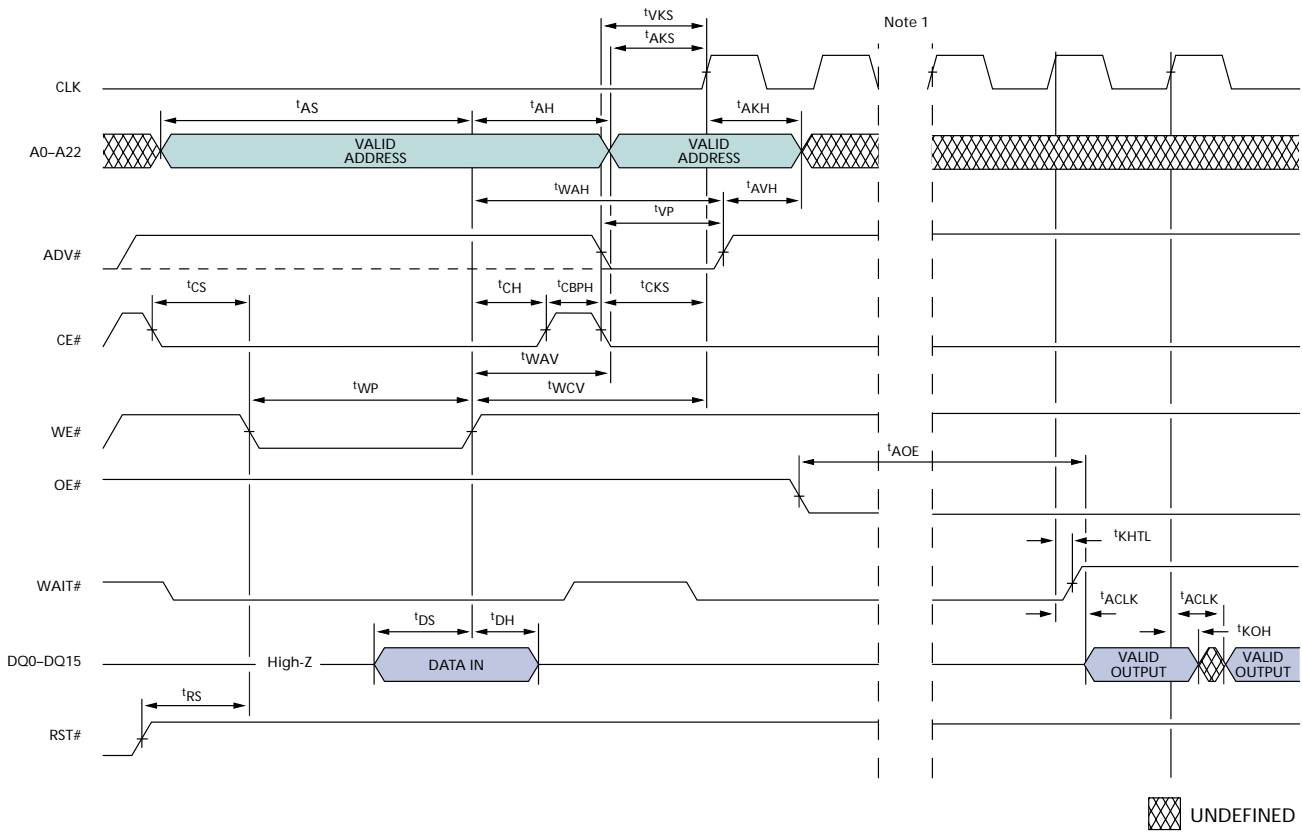 tVKS
Note 1
tAKS
CLK
tAS
tAH
tAKH
A0–A22
VALID
ADDRESS
VALID
ADDRESS
tWAH
tAVH
tVP
ADV#
tCS
tCH
tCBPH
tCKS
CE#
tWAV
tWP
tWCV
WE#
tAOE
OE#
tKHTL
WAIT#
tDS
tDH
tACLK
tACLK
tKOH
DQ0–DQ15
High-Z
DATA IN
VALID
OUTPUT
VALID
OUTPUT
tRS
RST#
UNDEFINED